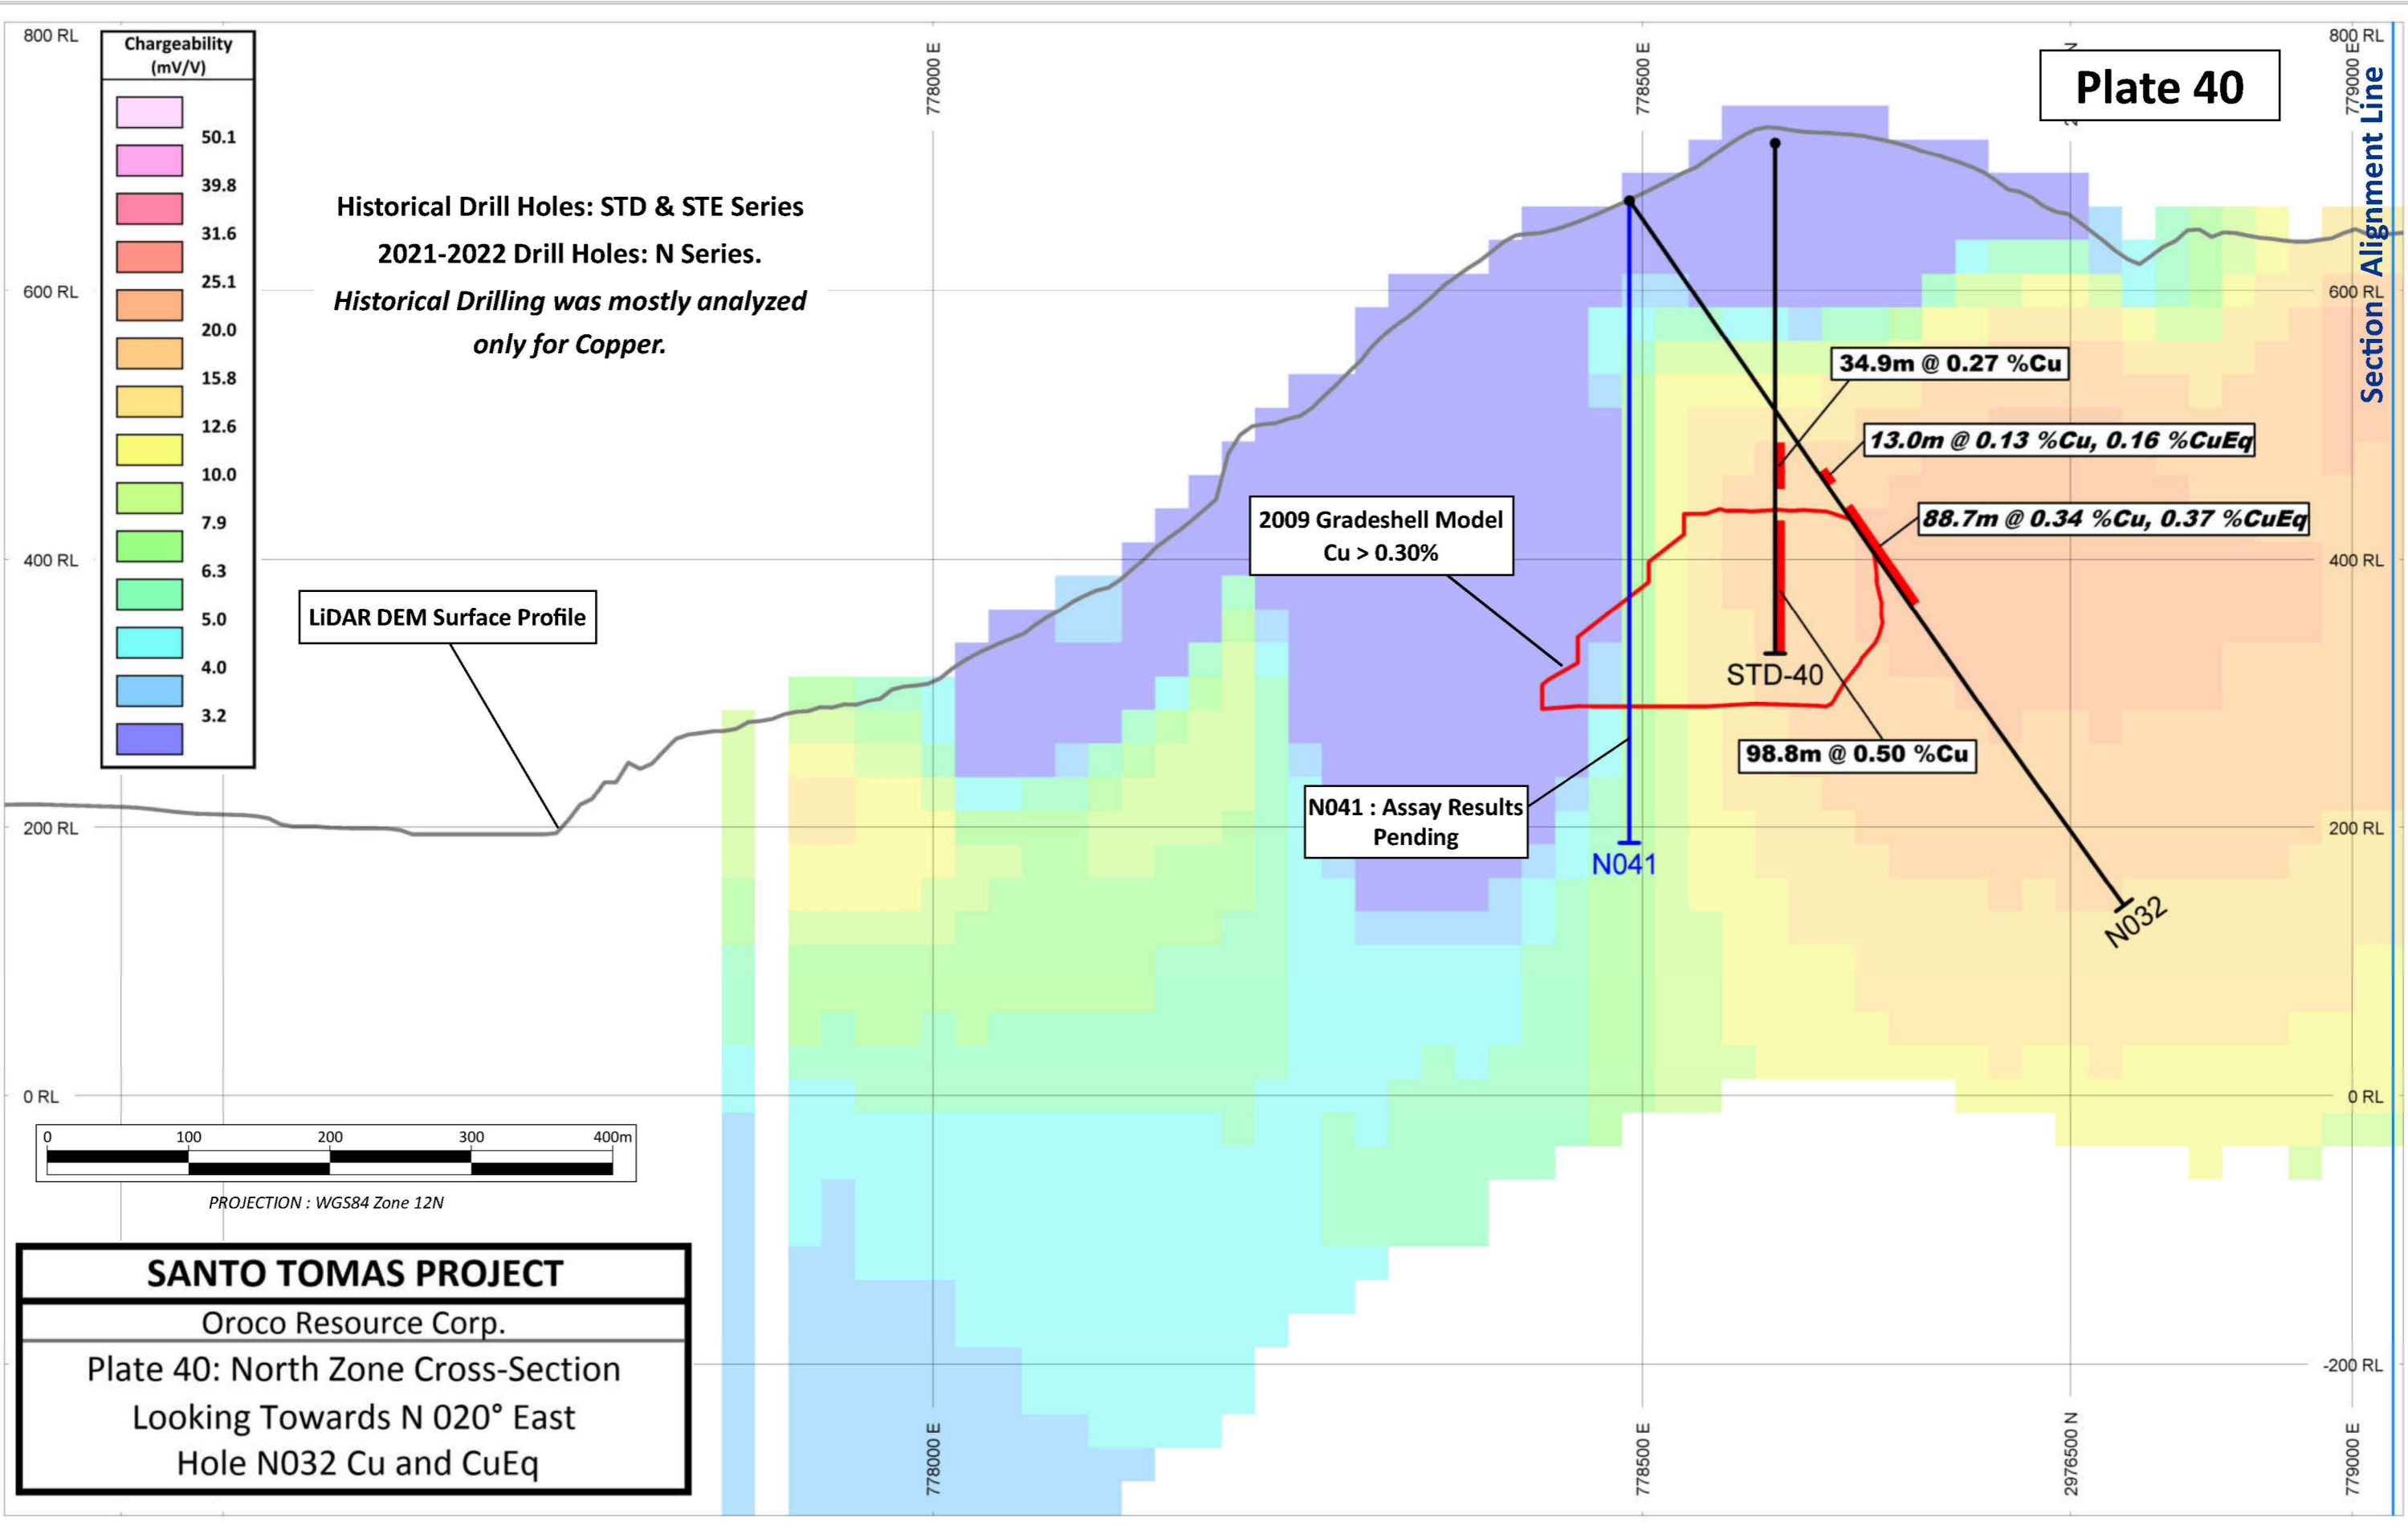 800 RL
Chargeability
(mV/V)
50.1
39.8
31.6
25.1
20.0
15.8
12.6
10.0
7.9
6.3
5.0
4.0
3.2
Historical Drill Holes: STD & STE Series
2021-2022 Drill Holes: N Series.
Historical Drilling was mostly analyzed
only for Copper.
778000 E
778500 E
Plate 40
800 RL
779000 E
Section Alignment Line
600 RL
600 RL
34.9m @ 0.27 %Cu
13.0m @ 0.13 %Cu, 0.16 %CuEq
88.7m @ 0.34 %Cu, 0.37 %CuEq
2009 Gradeshell Model
Cu > 0.30%
400 RL
400 RL
LiDAR DEM Surface Profile
STD-40
98.8m @ 0.50 %Cu
N041 : Assay Results
Pending
200 RL
200 RL
N041
N032
0 RL
0 RL
0 100 200 300 400m
PROJECTION : WGS84 Zone 12N
SANTO TOMAS PROJECT
Oroco Resource Corp.
Plate 40: North Zone Cross-Section
Looking Towards N 020° East
Hole N032 Cu and CuEq
-200 RL
778000 E
778500 E
2976500 N
779000 E